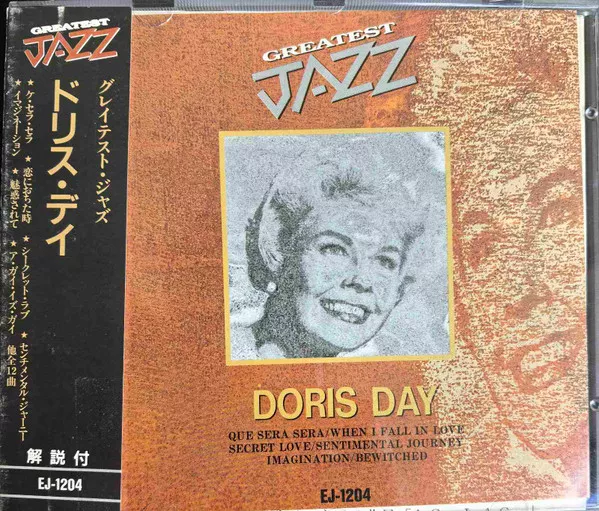 GREATEST
JAZZ
グレイテスト・ジャズ
ドリス・デイ
★ケ・セラ・セラ ★恋におちた時 ★シークレット・ラブ ★センチメンタル・ジャーニー
★イマジネーション ★魅惑されて ★ア・ガイ・イズ・ガイ 他全12曲
解説付
EJ-1204
GREATEST
JAZZ
DORIS DAY
QUE SERA SERA/WHEN I FALL IN LOVE
SECRET LOVE/SENTIMENTAL JOURNEY
IMAGINATION/BEWITCHED
EJ-1204